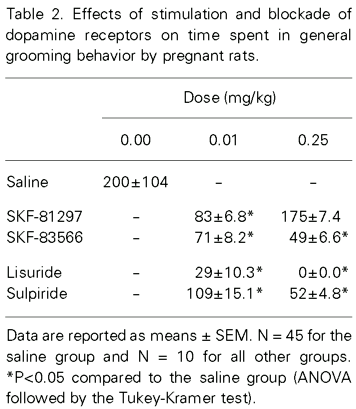 Table 2. Effects of stimulation and blockade of
dopamine receptors on time spent in general
grooming behavior by pregnant rats.
Dose (mg/kg)
0.00 0.01 0.25
Saline 200±104 – –
SKF-81297 – 83±6.8* 175±7.4
SKF-83566 – 71±8.2* 49±6.6*
Lisuride – 29±10.3* 0±0.0*
Sulpiride – 109±15.1* 52±4.8*
Data are reported as means ± SEM. N = 45 for the
saline group and N = 10 for all other groups.
*P<0.05 compared to the saline group (ANOVA
followed by the Tukey-Kramer test).